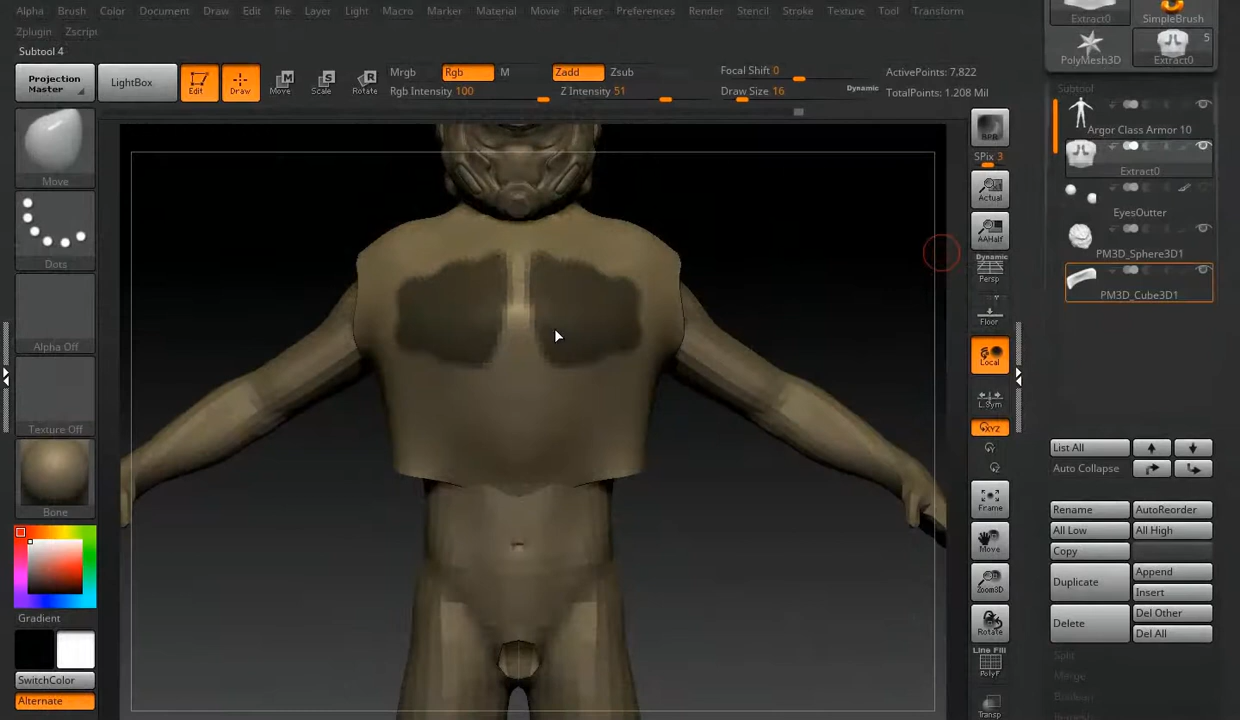 Alpha Brush Color Document Draw Edit File Layer Light Macro Marker Material Movie Picker Preferences Render Stencil Stroke Texture Tool Transform
Zplugin Zscript
Subtool 4
Projection Master
LightBox
Edit
Draw
Move
Scale
Rotate
Mrgb Rgb M
Rgb Intensity 100
Zadd Zsub
Z Intensity 51
Focal Shift 0
Draw Size 16
Dynamic
ActivePoints: 7,822
TotalPoints: 1.208 Mil
Move
Dots
Alpha Off
Texture Off
Bone
Gradient
SwitchColor
Alternate
BPR
SPix 3
Actual
AAHalf
Dynamic
Persp
Floor
Local
L.Sym
XYZ
Frame
Move
Zoom3D
Rotate
Line Fill
PolyF
Transp
Extract0
SimpleBrush
PolyMesh3D
5
Extract0
Subtool
Argor Class Armor 10
Extract0
EyesOutter
PM3D_Sphere3D1
PM3D_Cube3D1
List All
Auto Collapse
Rename AutoReorder
All Low All High
Copy
Duplicate
Append
Insert
Delete
Del Other
Del All
Split
Merge
Boolean
Remesh